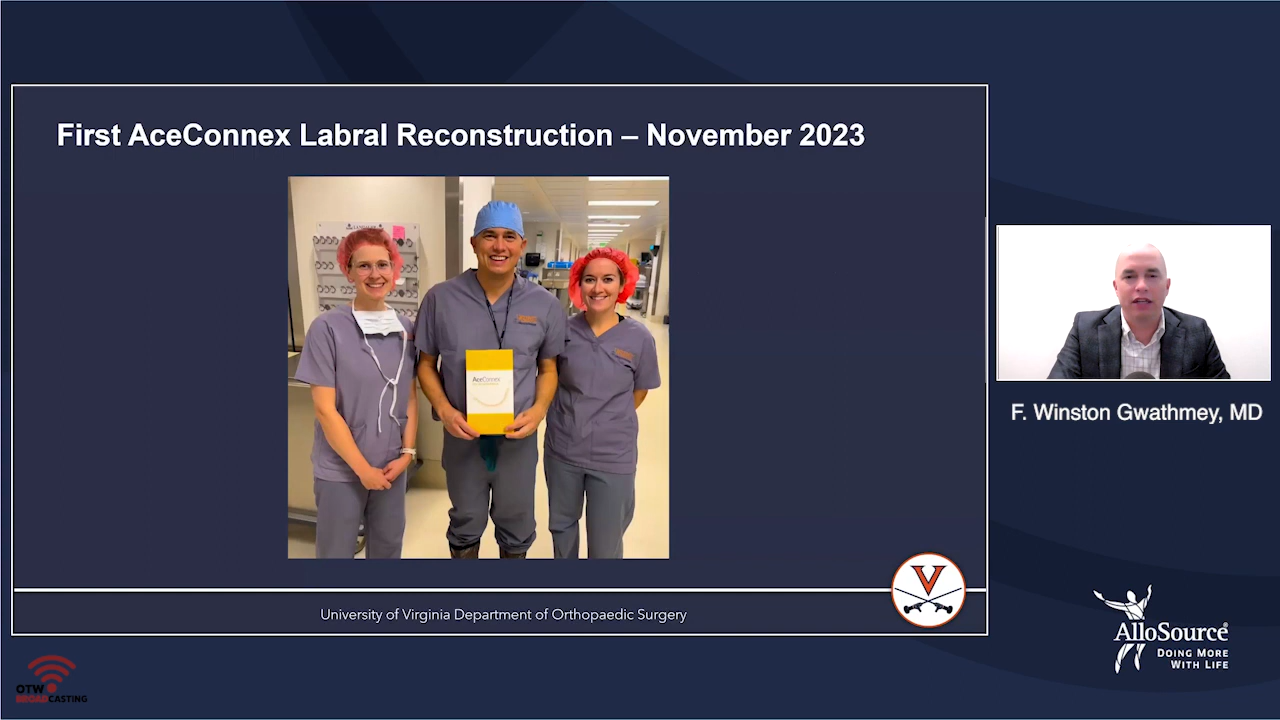 First AceConnex Labral Reconstruction – November 2023
AceConnex
F. Winston Gwathmey, MD
University of Virginia Department of Orthopaedic Surgery
V
AlloSource®
DOING MORE
WITH LIFE
OTW
BROADCASTING